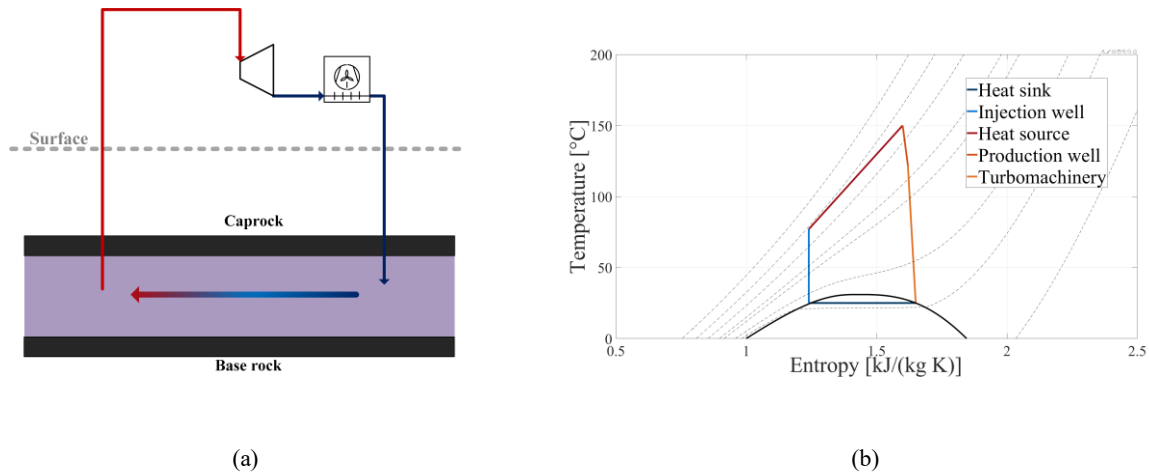 Surface
Caprock
Base rock
(a)
200
150
100
50
0
Temperature [°C]
0.5
1
1.5
2
2.5
Entropy [kJ/(kg K)]
Heat sink
Injection well
Heat source
Production well
Turbomachinery
(b)